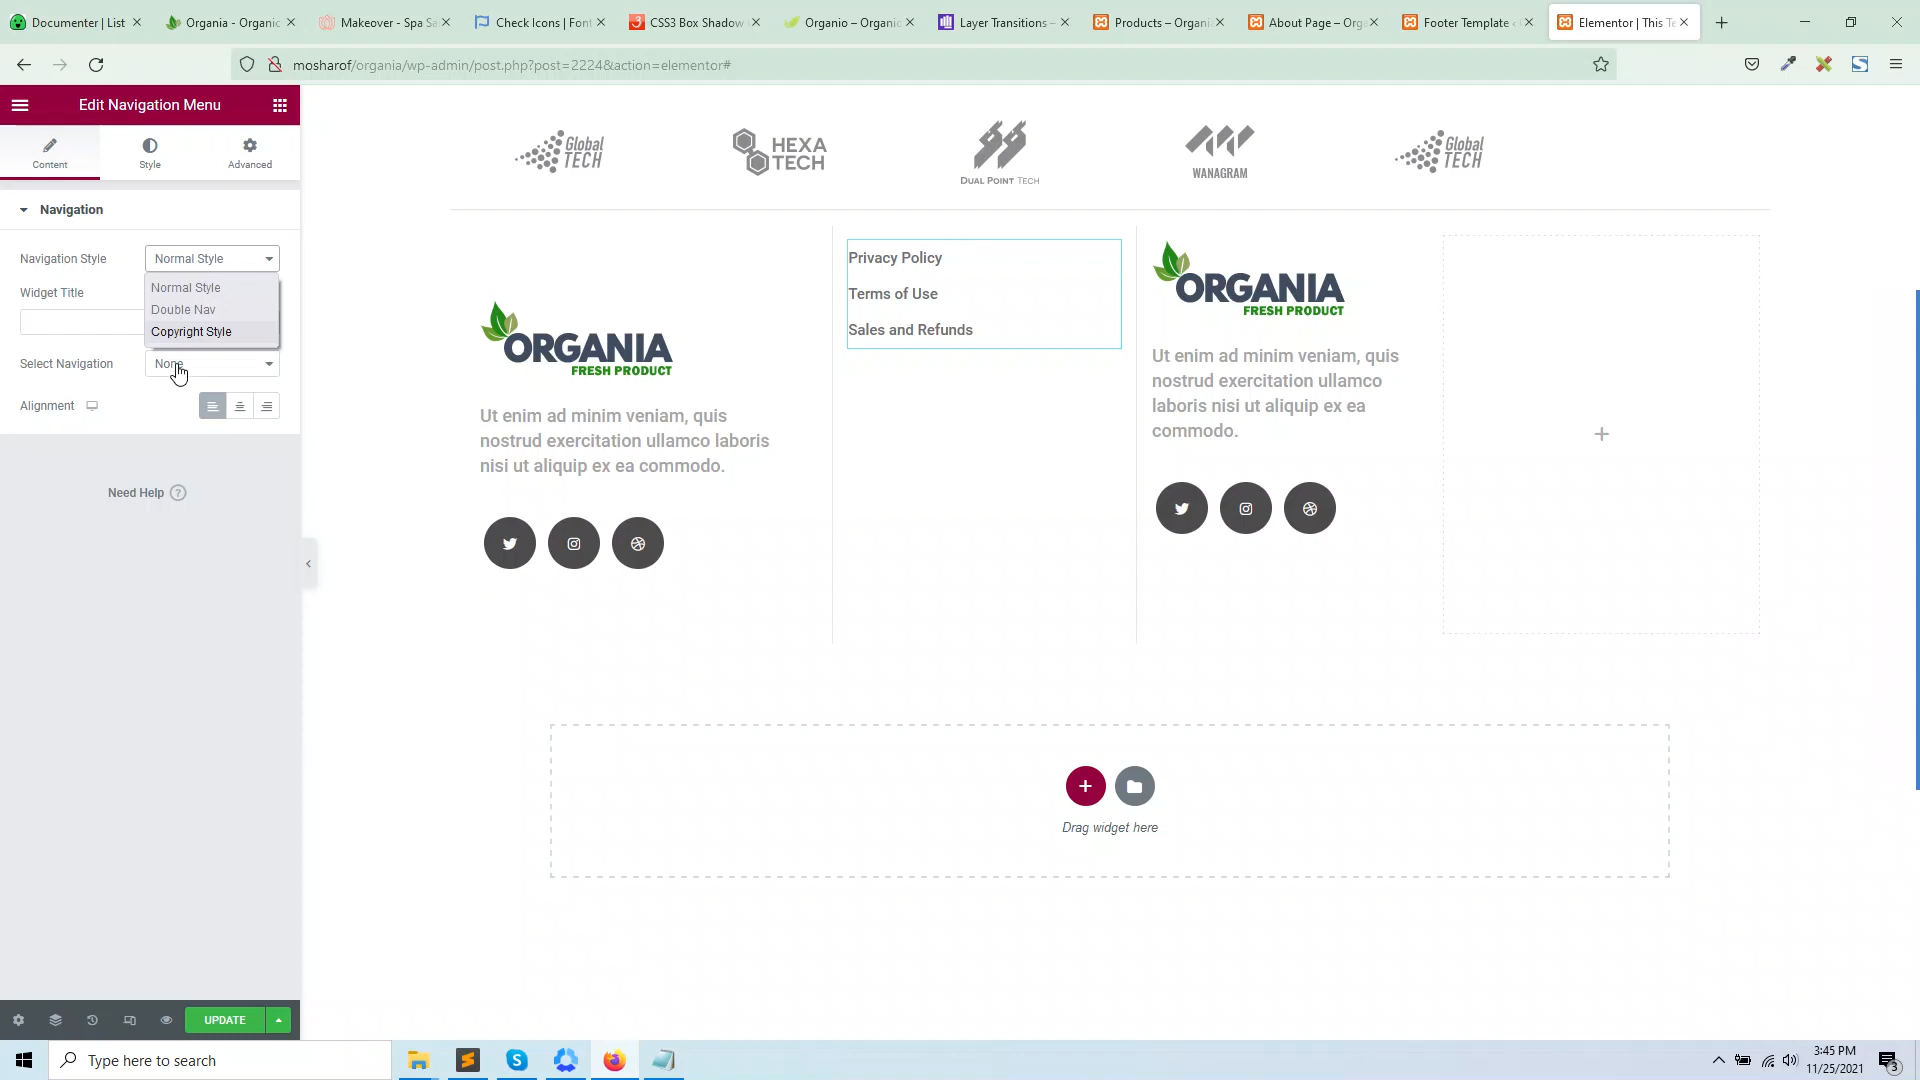 Documenter | List
Organia - Organic
Makeover - Spa Sa
Check Icons | Font
CSS3 Box Shadow
Organio – Organic
Layer Transitions –
Products – Organi
About Page – Orga
Footer Template ‹ O
Elementor | This Te
mosharof/organia/wp-admin/post.php?post=2224&action=elementor#
Edit Navigation Menu
Content
Style
Advanced
Navigation
Navigation Style
Normal Style
Normal Style
Double Nav
Copyright Style
Widget Title
Select Navigation
None
Alignment
Need Help ?
UPDATE
Global TECH
HEXA TECH
DUAL POINT TECH
WANAGRAM
Global TECH
ORGANIA
FRESH PRODUCT
Ut enim ad minim veniam, quis
nostrud exercitation ullamco laboris
nisi ut aliquip ex ea commodo.
Privacy Policy
Terms of Use
Sales and Refunds
ORGANIA
FRESH PRODUCT
Ut enim ad minim veniam, quis
nostrud exercitation ullamco
laboris nisi ut aliquip ex ea
commodo.
Drag widget here
Type here to search
3:45 PM
11/25/2021
3